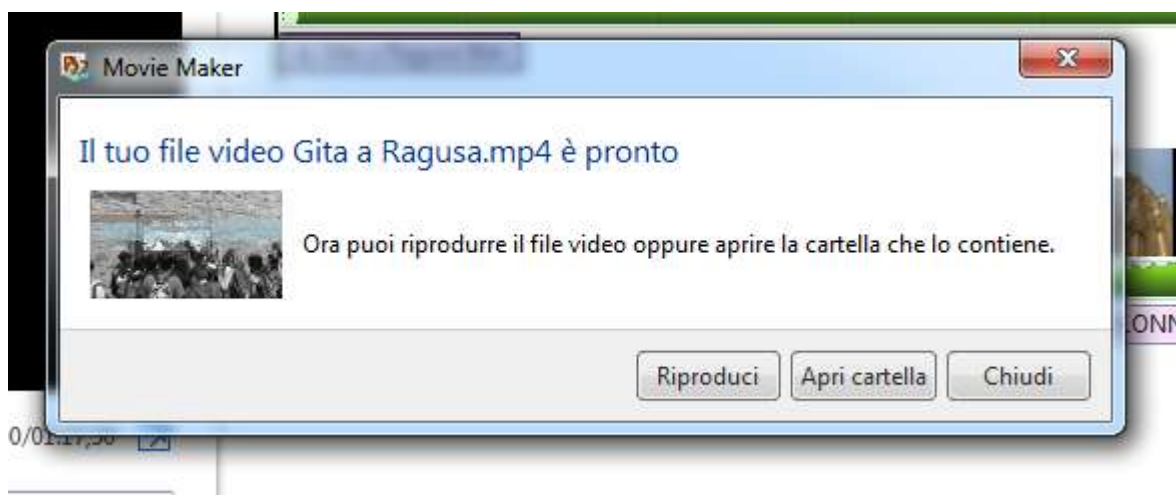 Movie Maker
Il tuo file video Gita a Ragusa.mp4 è pronto
Ora puoi riprodurre il file video oppure aprire la cartella che lo contiene.
Riproduci
Apri cartella
Chiudi